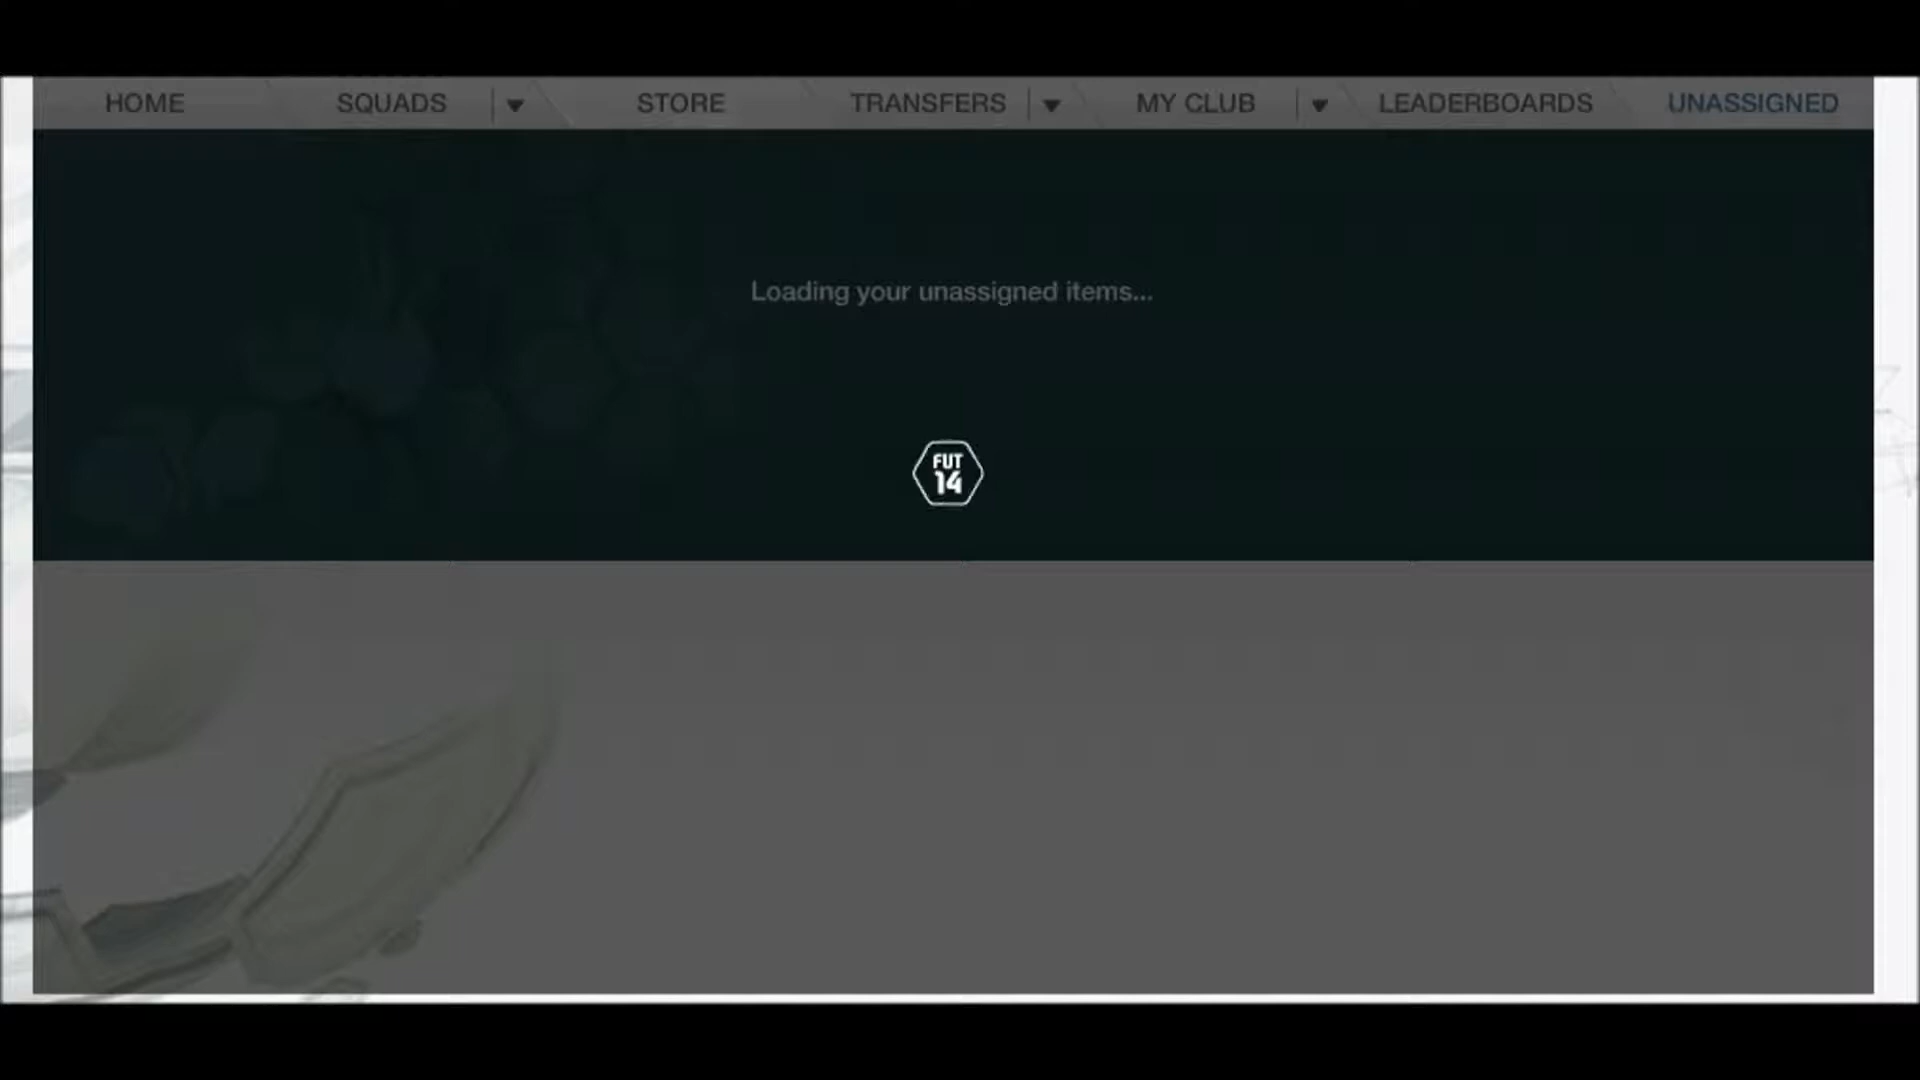 HOME SQUADS STORE TRANSFERS MY CLUB LEADERBOARDS UNASSIGNED
Loading your unassigned items...
FUT
14